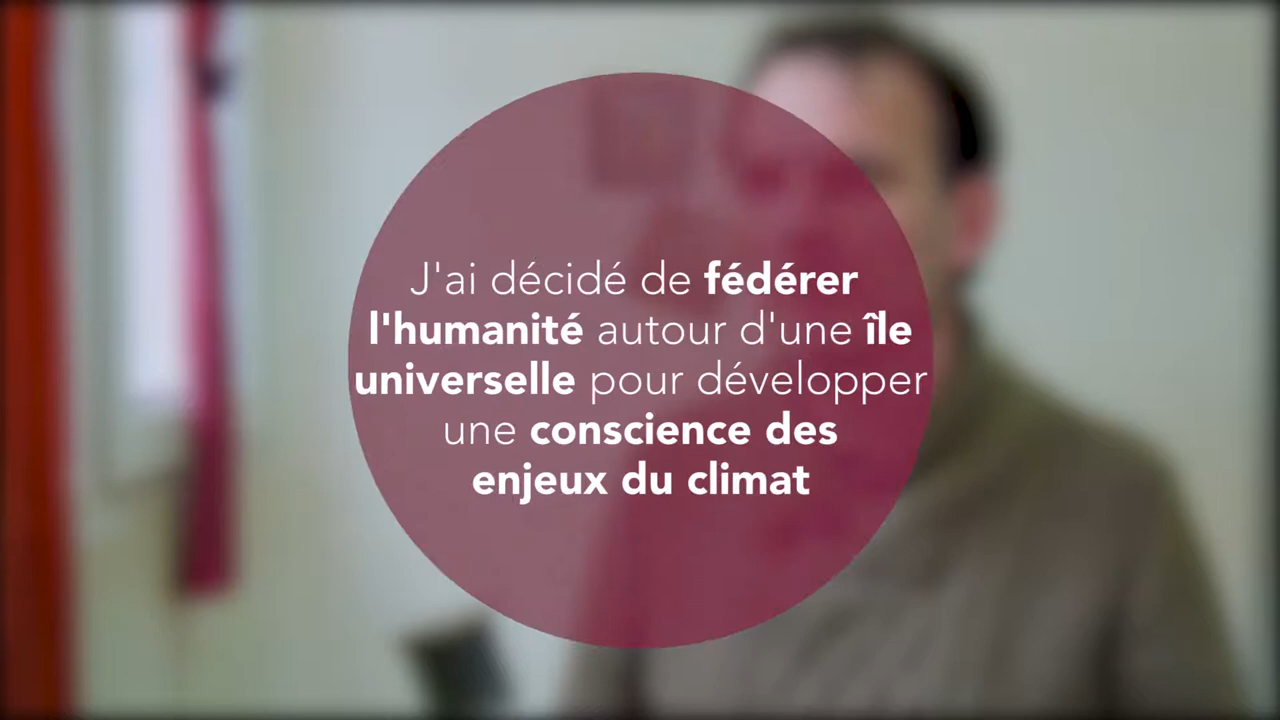 J'ai décidé de fédérer
l'humanité autour d'une île
universelle pour développer
une conscience des
enjeux du climat